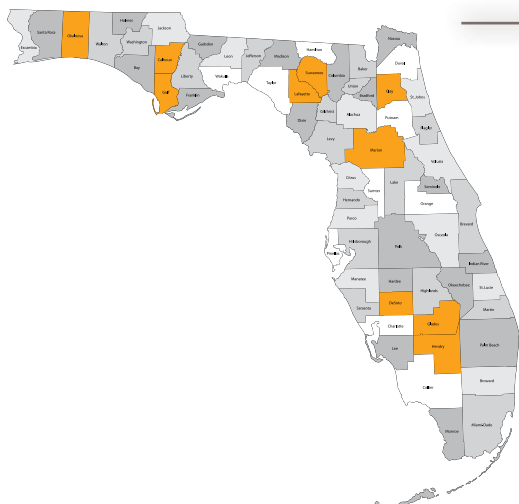 Escambia
Santa Rosa
Okaloosa
Walton
Holmes
Washington
Jackson
Bay
Calhoun
Gulf
Gadsden
Liberty
Franklin
Leon
Wakulla
Jefferson
Madison
Taylor
Hamilton
Suwannee
Lafayette
Dixie
Columbia
Gilchrist
Baker
Union
Bradford
Alachua
Levy
Nassau
Duval
Clay
St. Johns
Putnam
Flagler
Marion
Volusia
Citrus
Sumter
Lake
Hernando
Seminole
Orange
Pasco
Brevard
Osceola
Hillsborough
Pinellas
Polk
Indian River
Manatee
Hardee
Highlands
Okeechobee
St. Lucie
Sarasota
DeSoto
Martin
Charlotte
Glades
Lee
Hendry
Palm Beach
Collier
Broward
Monroe
Miami-Dade